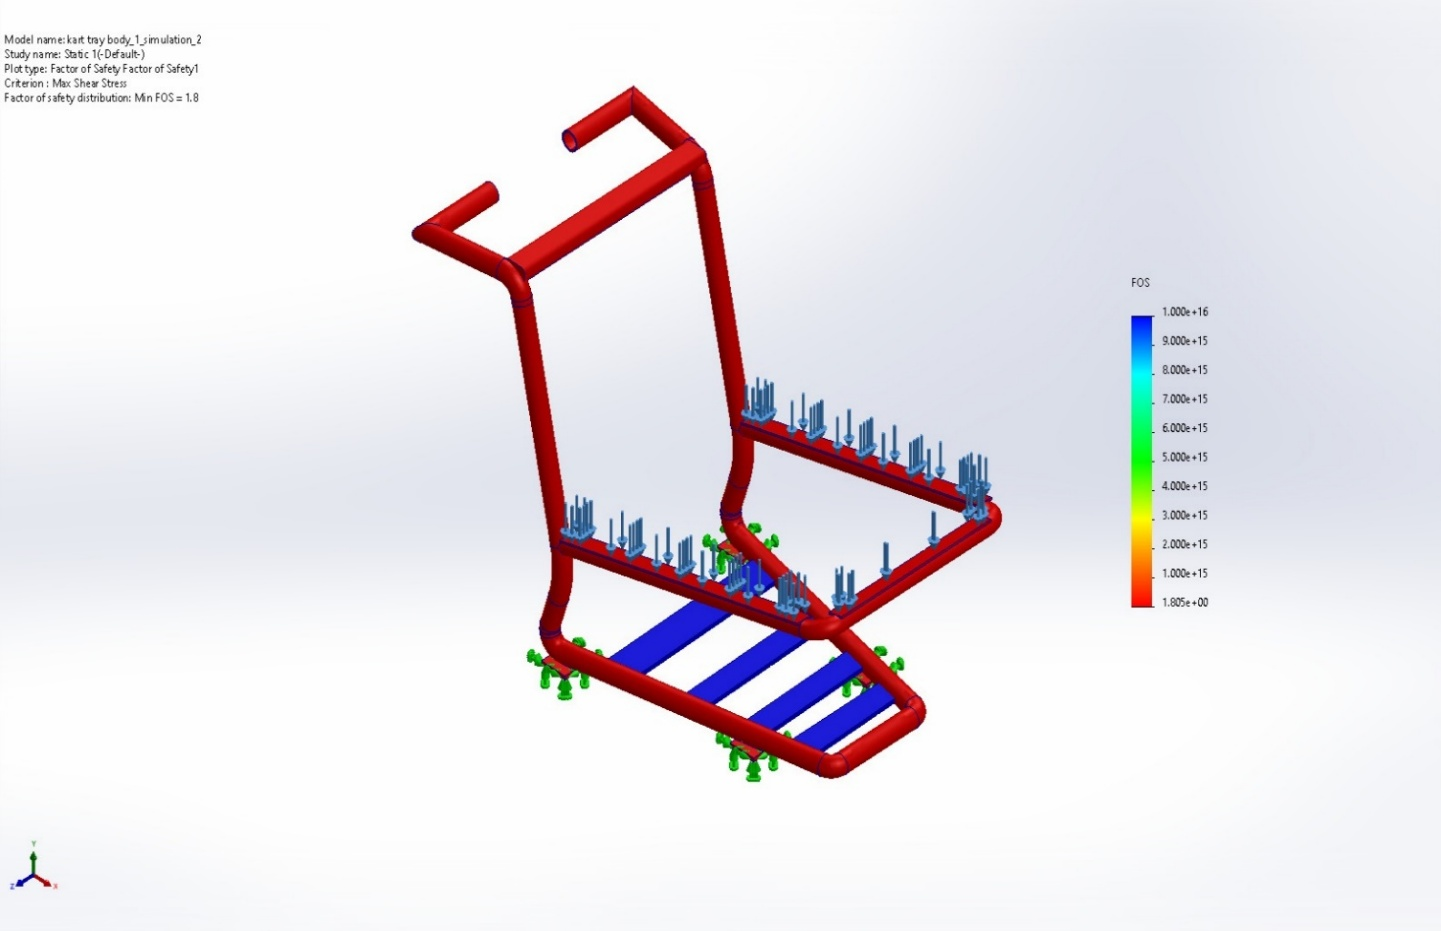 Model name: kart tray body_1_simulation_2
Study name: Static 1(-Default-)
Plot type: Factor of Safety Factor of Safety1
Criterion : Max Shear Stress
Factor of safety distribution: Min FOS = 1.8
FOS
1.000e+16
9.000e+15
8.000e+15
7.000e+15
6.000e+15
5.000e+15
4.000e+15
3.000e+15
2.000e+15
1.000e+15
1.805e+00
Y
Z
X